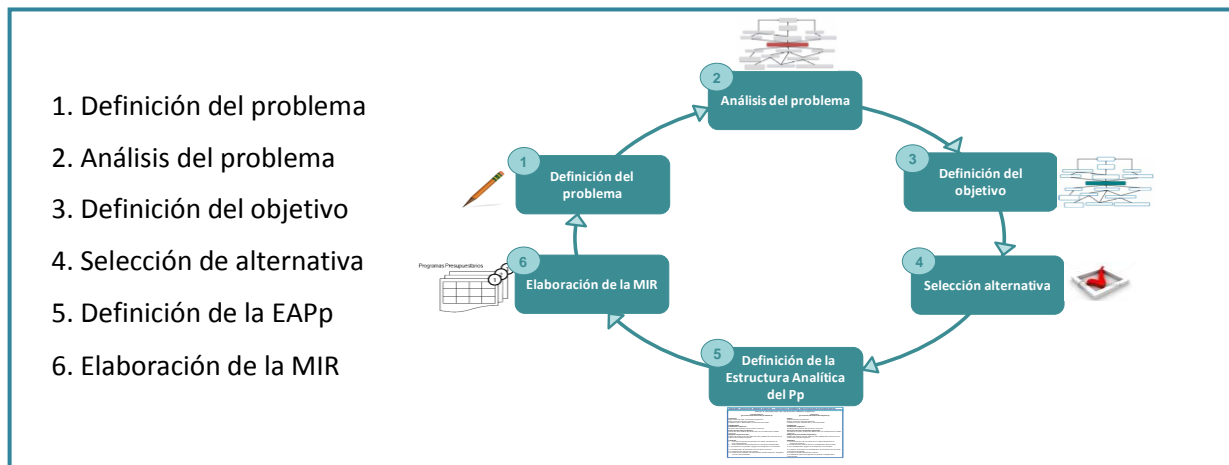 1. Definición del problema
2. Análisis del problema
3. Definición del objetivo
4. Selección de alternativa
5. Definición de la EAPp
6. Elaboración de la MIR
2
Análisis del problema
1
Definición del
problema
3
Definición del
objetivo
Programas Presupuestarios
6
Elaboración de la MIR
4
Selección alternativa
5
Definición de la
Estructura Analítica
del Pp